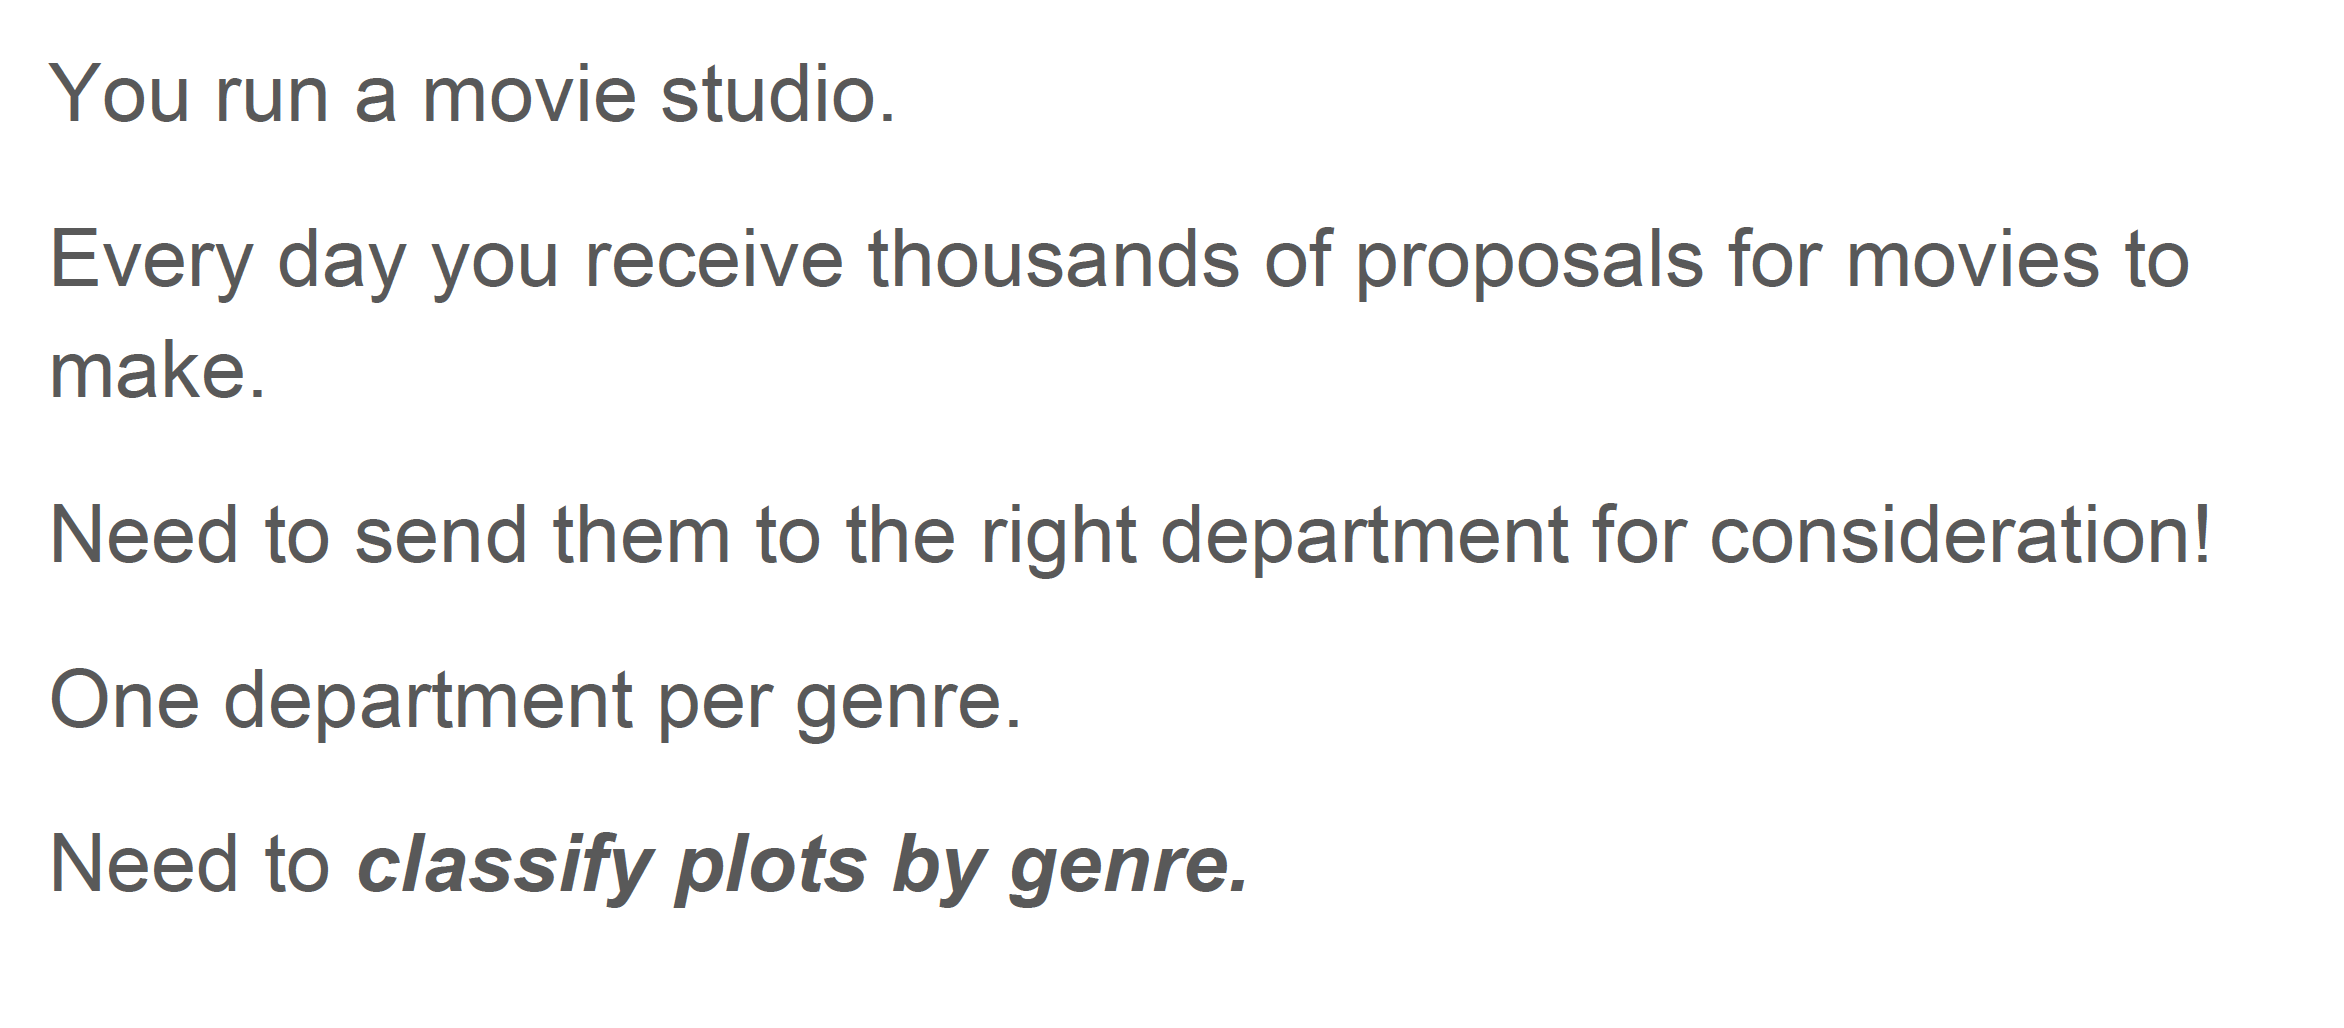 You run a movie studio.
Every day you receive thousands of proposals for movies to
make.
Need to send them to the right department for consideration!
One department per genre.
Need to classify plots by genre.